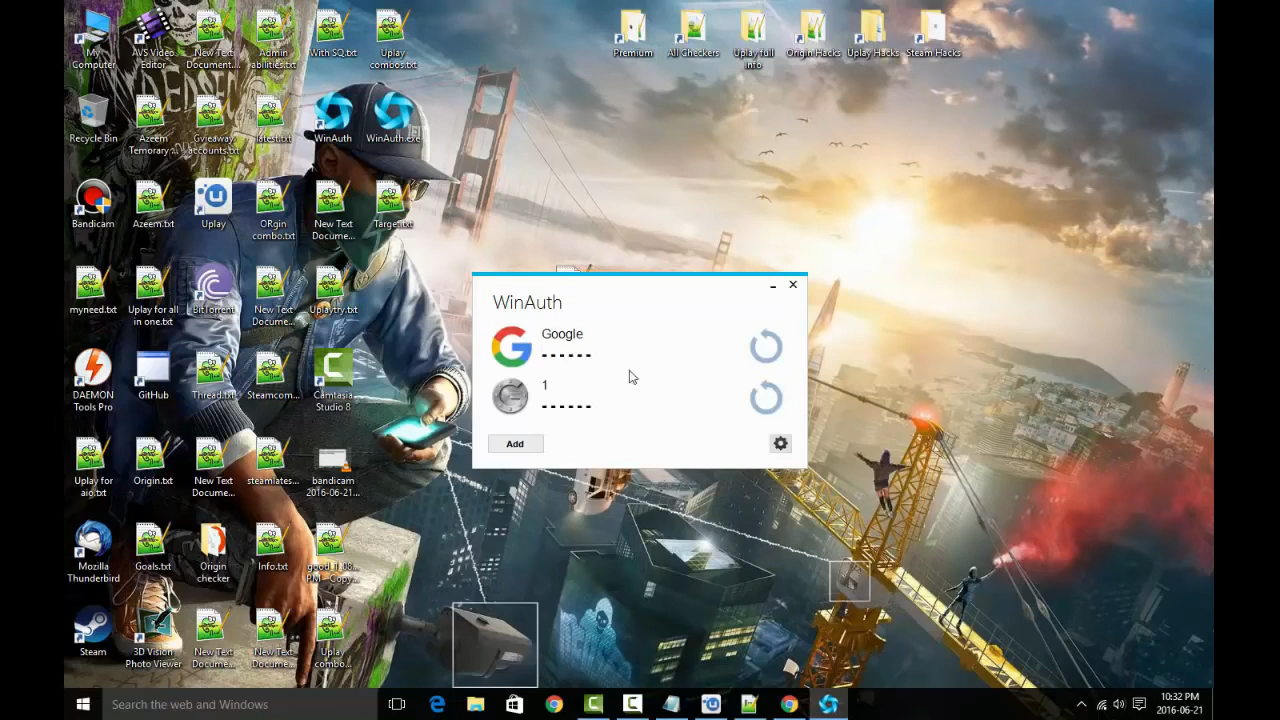 My
Computer
AVS Video
Editor
New Text
Document....
Admin
abilities.txt
With SQ.txt
Uplay
combos.txt
Premium
All Checkers
Uplay full
info
Origin Hacks
Uplay Hacks
Steam Hacks
Recycle Bin
Azeem
Temorary ...
Gvieaway
accounts.txt
latest.txt
WinAuth
WinAuth.exe
Bandicam
Azeem.txt
Uplay
ORgin
combo.txt
New Text
Docume...
Target.txt
myneed.txt
Uplay for all
in one.txt
BitTorrent
New Text
Docume...
Uplaytry.txt
WinAuth
Google
------
1
------
Add
DAEMON
Tools Pro
GitHub
Thread.txt
Steamcom...
Camtasia
Studio 8
Uplay for
aio.txt
Origin.txt
New Text
Docume...
steamlates...
bandicam
2016-06-21...
Mozilla
Thunderbird
Goals.txt
Origin
checker
Info.txt
good_1_08...
PM - Copy...
Steam
3D Vision
Photo Viewer
New Text
Docume...
New Text
Docume...
Uplay
combo...
Search the web and Windows
10:32 PM
2016-06-21